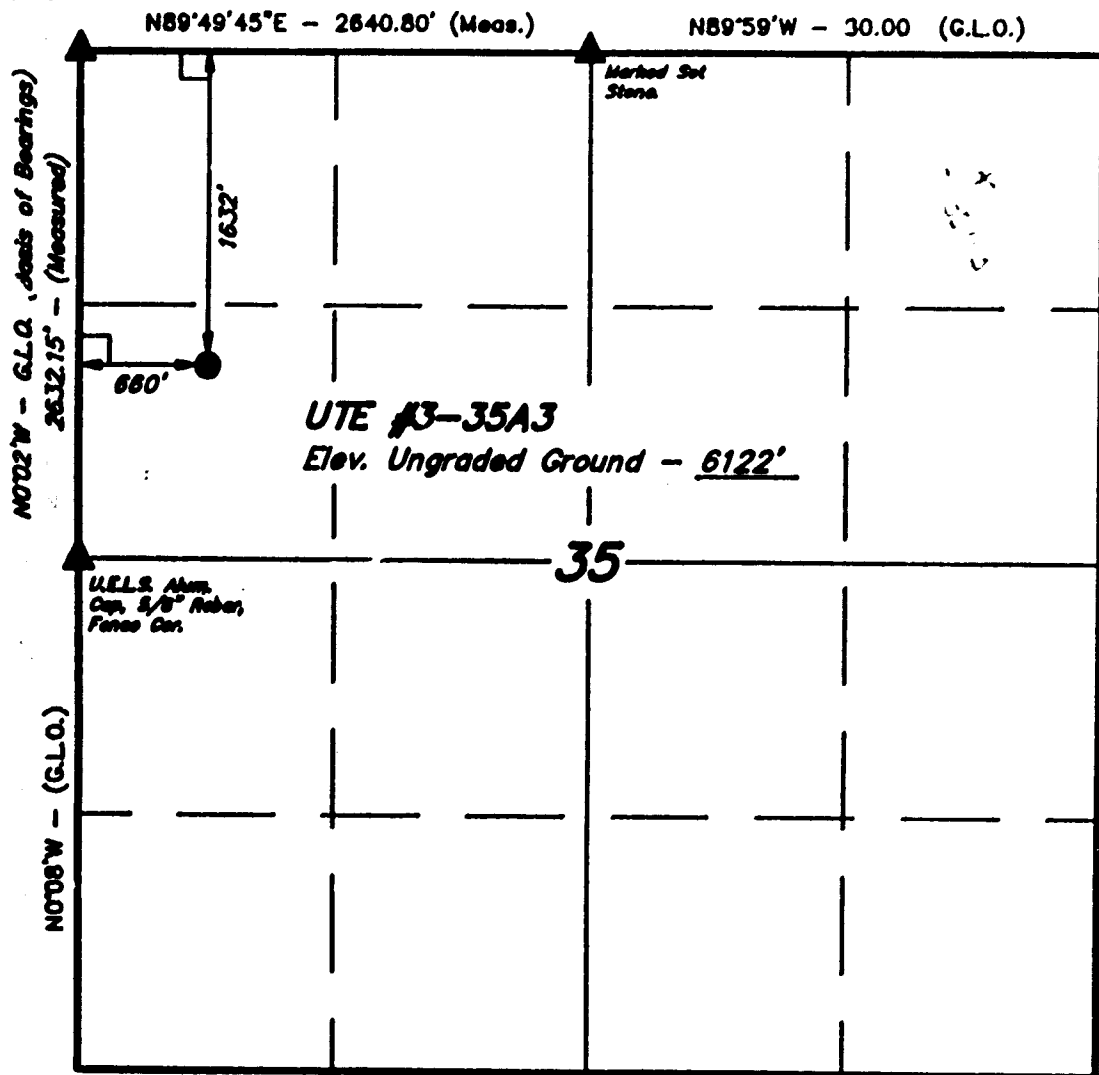 N89°49'45"E - 2640.80' (Meas.)
N89°59'W - 30.00 (G.L.O.)
Marked Set
Stone
N0°02'W - G.L.O. of Bearings)
2632.15' - (Measured)
1632'
660'
UTE #3-35A3
Elev. Ungraded Ground - 6122'
35
U.E.L.S. Alum.
Cap, 5/8" Rebar,
Fence Cor.
N0°08'W - (G.L.O.)